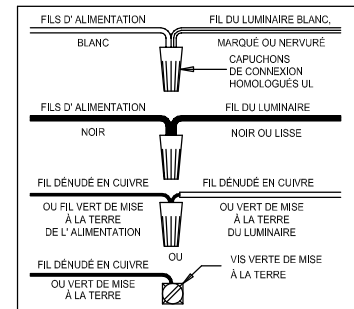 FILS D' ALIMENTATION
FIL DU LUMINAIRE BLANC,
BLANC
MARQUÉ OU NERVURÉ
CAPUCHONS
DE CONNEXION
HOMOLOGUÉS UL
FILS D' ALIMENTATION
FIL DU LUMINAIRE
NOIR
NOIR OU LISSE
FIL DÉNUDÉ EN CUIVRE
FIL DÉNUDÉ EN CUIVRE
OU FIL VERT DE MISE
À LA TERRE
DE L' ALIMENTATION
OU VERT DE MISE
À LA TERRE
DU LUMINAIRE
OU
FIL DÉNUDÉ EN CUIVRE
OU VERT DE MISE
À LA TERRE
VIS VERTE DE MISE
À LA TERRE